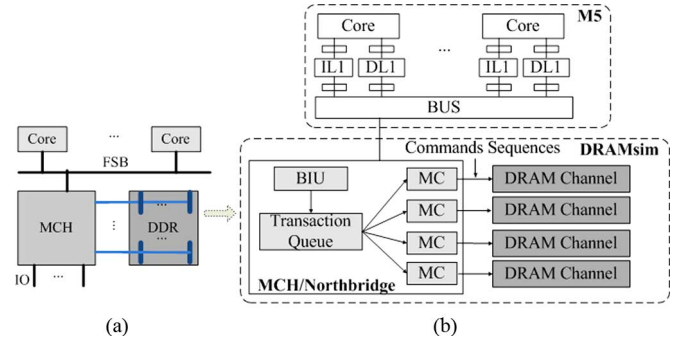 Core
...
Core
M5
IL1
DL1
...
IL1
DL1
BUS
Core
...
Core
FSB
MCH
...
DDR
...
...
IO
...
(a)
DRAMsim
Commands Sequences
BIU
Transaction
Queue
MC
MC
MC
MC
DRAM Channel
DRAM Channel
DRAM Channel
DRAM Channel
MCH/Northbridge
(b)